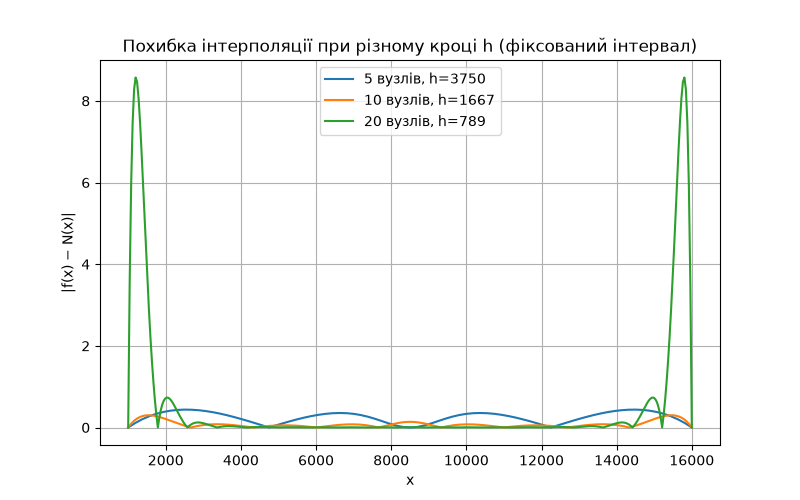 Похибка інтерполяції при різному кроці h (фіксований інтервал)
5 вузлів, h=3750
10 вузлів, h=1667
20 вузлів, h=789
|f(x) − N(x)|
8
6
4
2
0
2000 4000 6000 8000 10000 12000 14000 16000
x